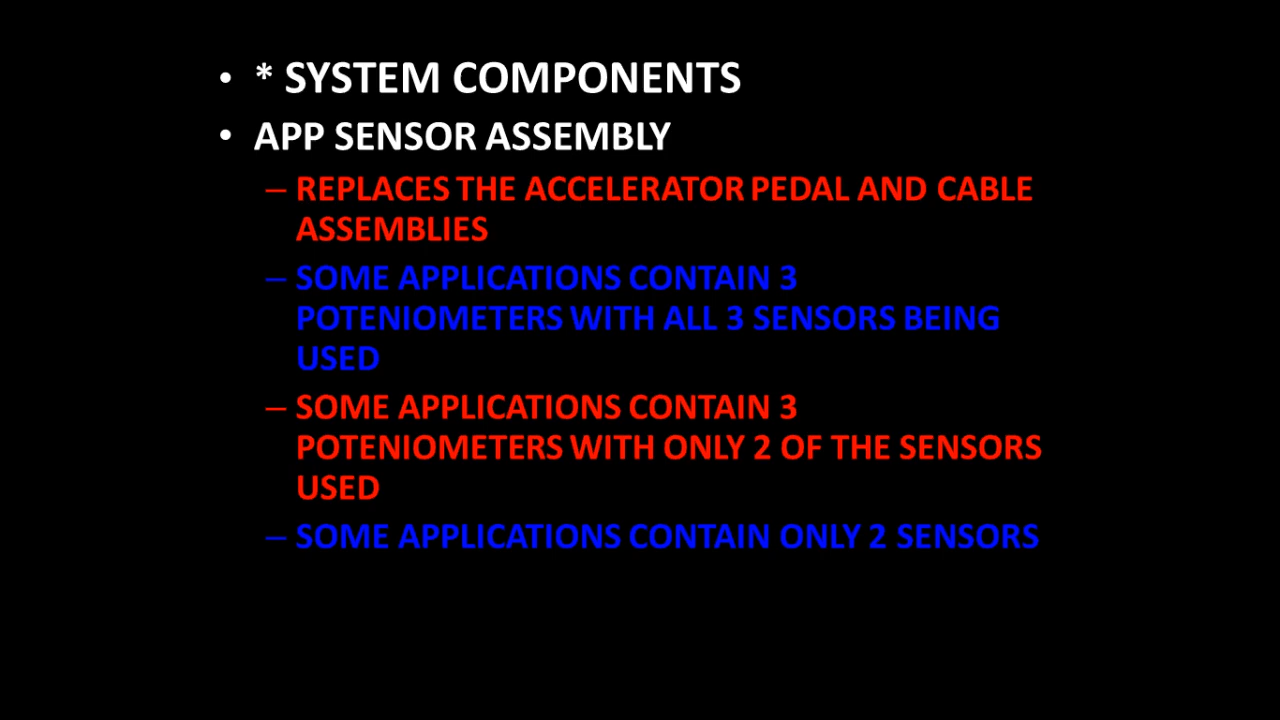 • * SYSTEM COMPONENTS
• APP SENSOR ASSEMBLY
– REPLACES THE ACCELERATOR PEDAL AND CABLE
ASSEMBLIES
– SOME APPLICATIONS CONTAIN 3
POTENIOMETERS WITH ALL 3 SENSORS BEING
USED
– SOME APPLICATIONS CONTAIN 3
POTENIOMETERS WITH ONLY 2 OF THE SENSORS
USED
– SOME APPLICATIONS CONTAIN ONLY 2 SENSORS